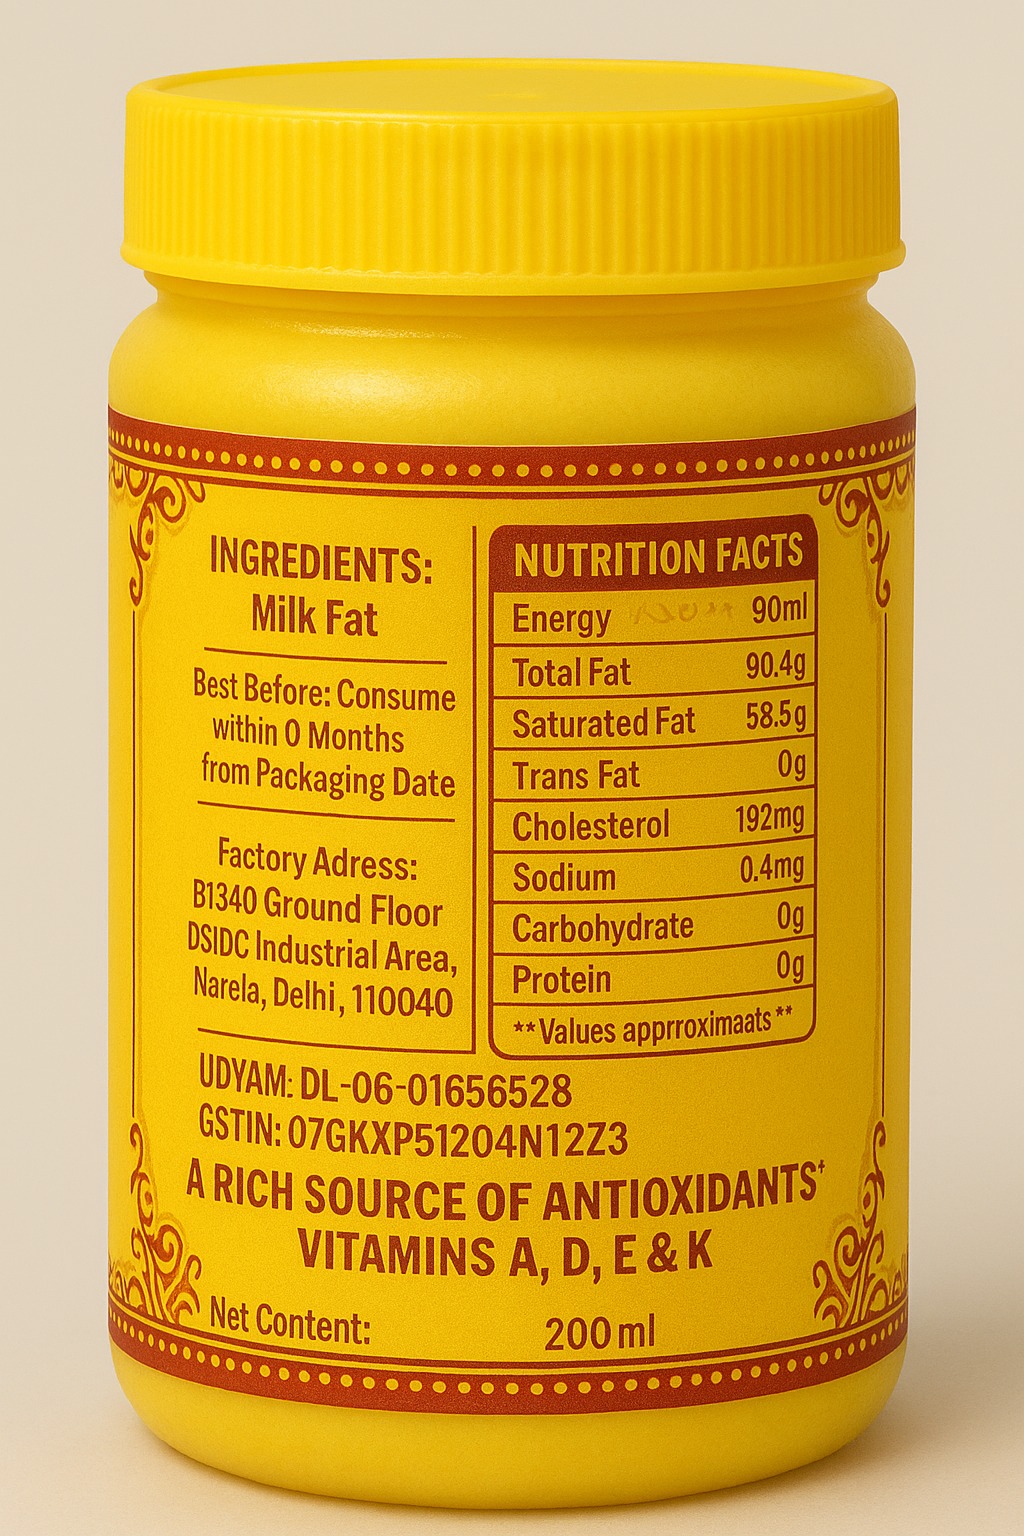 INGREDIENTS:
Milk Fat
Best Before: Consume
within 0 Months
from Packaging Date
Factory Adress:
B1340 Ground Floor
DSIDC Industrial Area,
Narela, Delhi, 110040
NUTRITION FACTS
Energy 90ml
Total Fat 90.4g
Saturated Fat 58.5g
Trans Fat 0g
Cholesterol 192mg
Sodium 0.4mg
Carbohydrate 0g
Protein 0g
**Values apprroximaats**
UDYAM: DL-06-01656528
GSTIN: 07GKXP51204N12Z3
A RICH SOURCE OF ANTIOXIDANTS†
VITAMINS A, D, E & K
Net Content: 200 ml